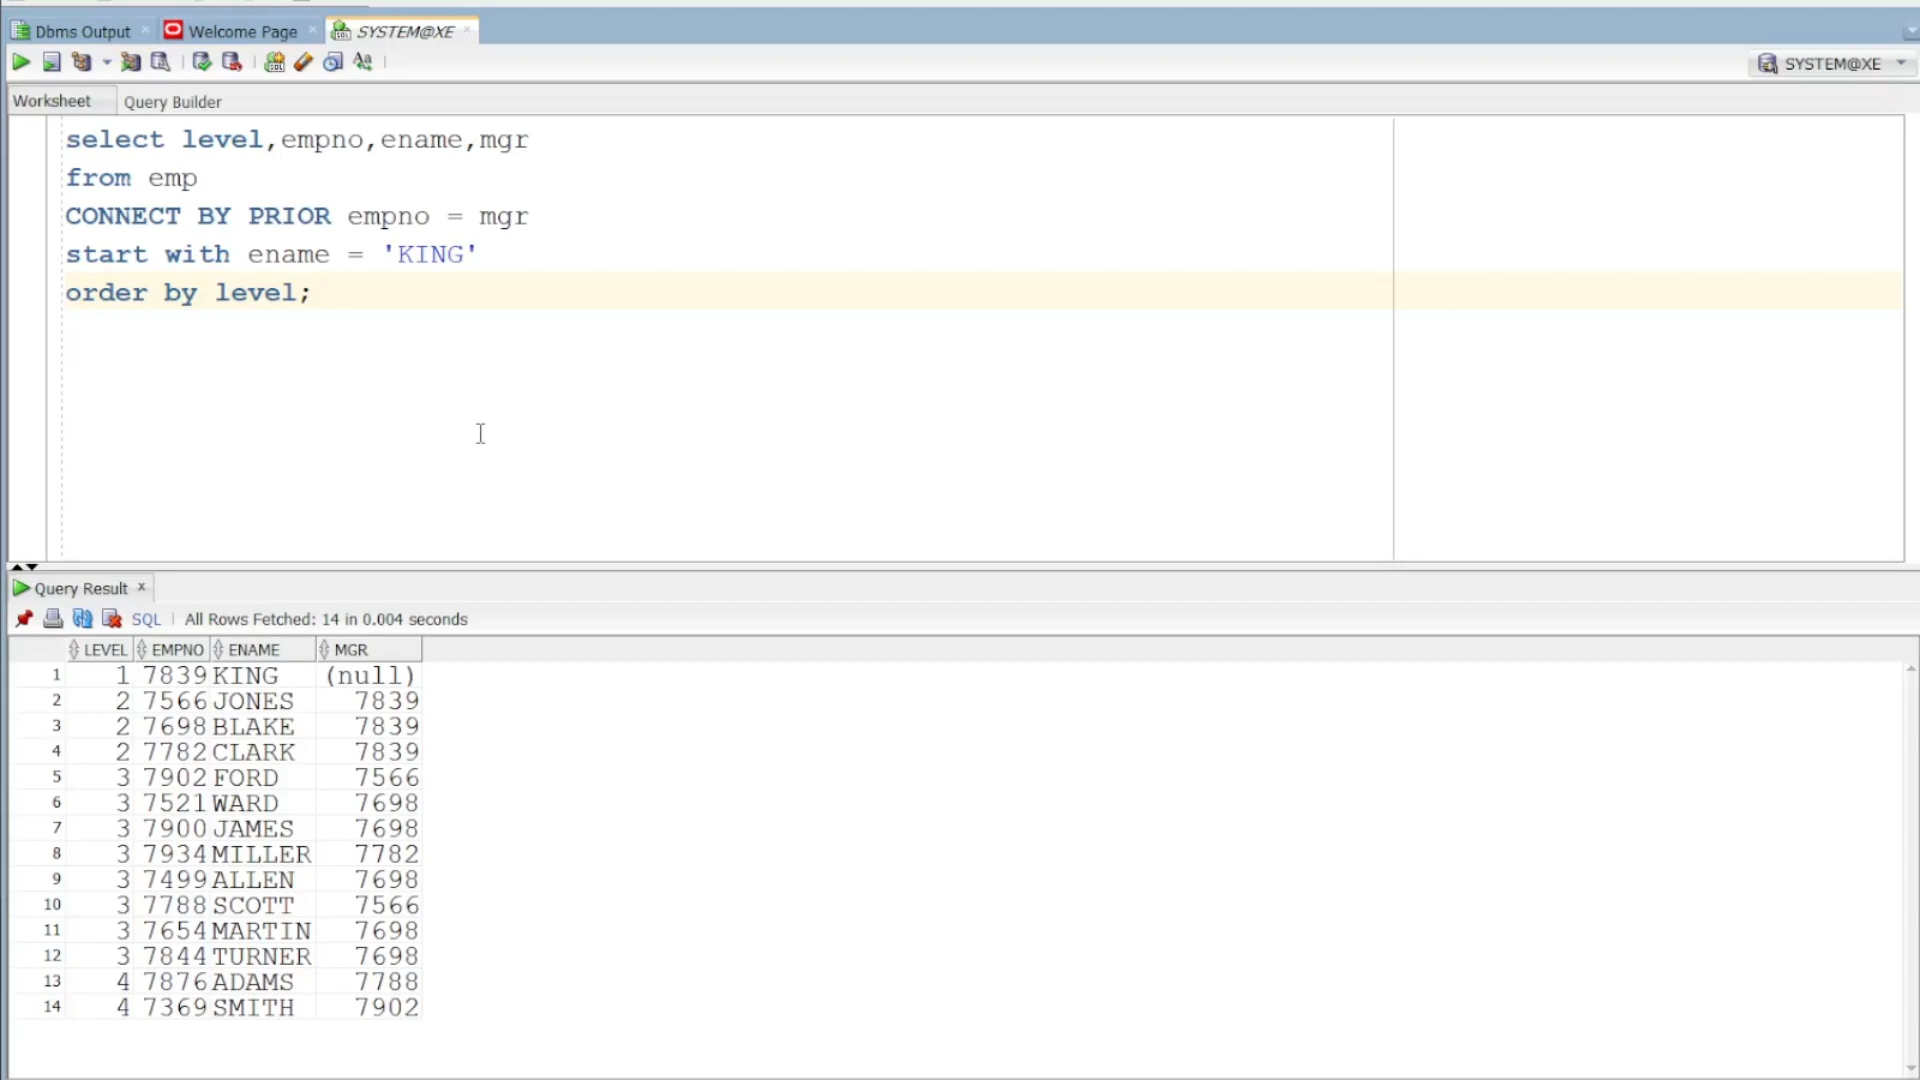 Dbms Output
Welcome Page
SYSTEM@XE
SYSTEM@XE
Worksheet
Query Builder
select level,empno,ename,mgr
from emp
CONNECT BY PRIOR empno = mgr
start with ename = 'KING'
order by level;
Query Result
SQL | All Rows Fetched: 14 in 0.004 seconds
LEVEL EMPNO ENAME MGR
1 1 7839 KING (null)
2 2 7566 JONES 7839
3 2 7698 BLAKE 7839
4 2 7782 CLARK 7839
5 3 7902 FORD 7566
6 3 7521 WARD 7698
7 3 7900 JAMES 7698
8 3 7934 MILLER 7782
9 3 7499 ALLEN 7698
10 3 7788 SCOTT 7566
11 3 7654 MARTIN 7698
12 3 7844 TURNER 7698
13 4 7876 ADAMS 7788
14 4 7369 SMITH 7902